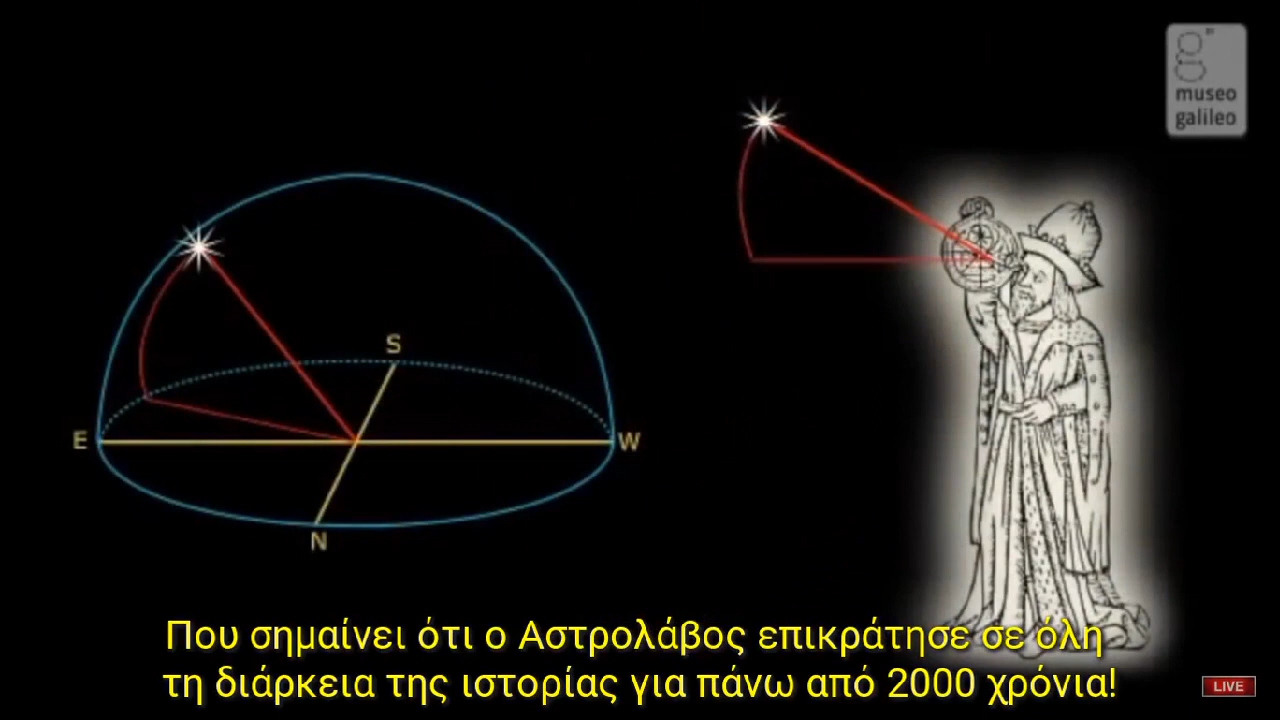 museo
galileo
S
E
W
N
Που σημαίνει ότι ο Αστρολάβος επικράτησε σε όλη
τη διάρκεια της ιστορίας για πάνω από 2000 χρόνια!
LIVE